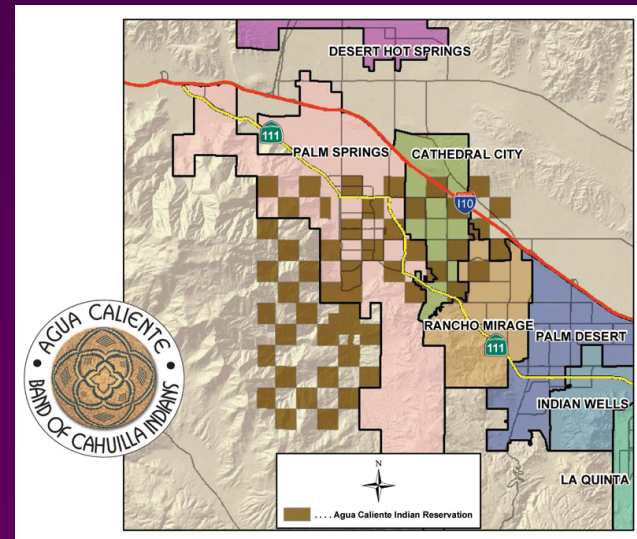 DESERT HOT SPRINGS
111
PALM SPRINGS
CATHEDRAL CITY
I10
RANCHO MIRAGE
111
PALM DESERT
INDIAN WELLS
LA QUINTA
AGUA CALIENTE
BAND OF CAHUILLA INDIANS
N
.... Agua Caliente Indian Reservation